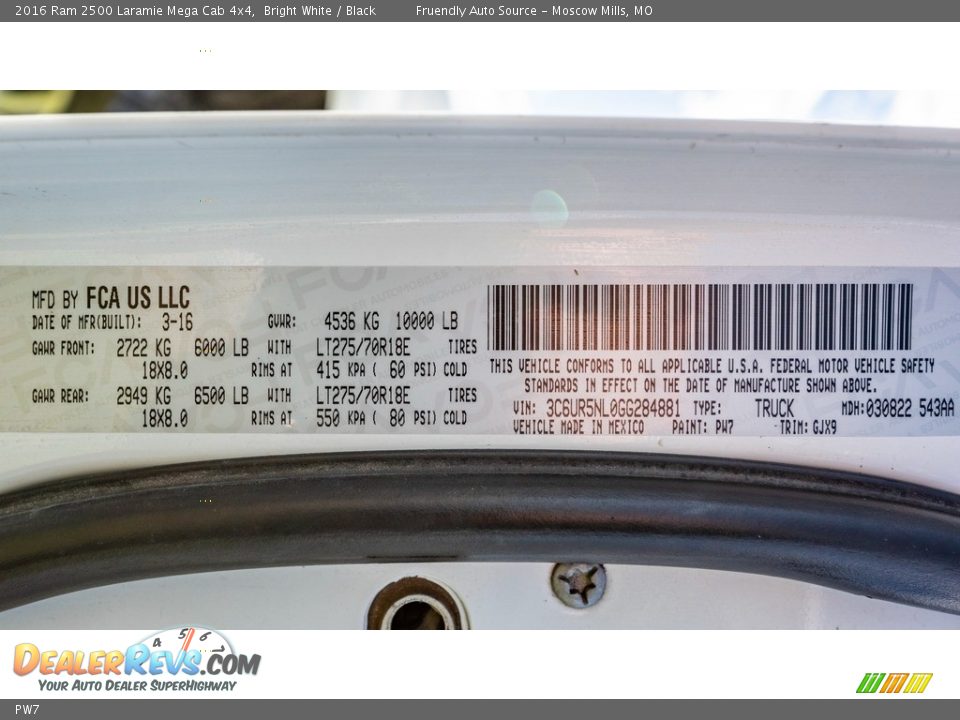 2016 Ram 2500 Laramie Mega Cab 4x4,  Bright White / Black  Fruendly Auto Source - Moscow Mills, MO
MFD BY FCA US LLC
DATE OF MFR(BUILT): 3-16 GVWR: 4536 KG 10000 LB
GAWR FRONT: 2722 KG 6000 LB WITH LT275/70R18E TIRES
18X8.0 RIMS AT 415 KPA ( 60 PSI) COLD
GAWR REAR: 2949 KG 6500 LB WITH LT275/70R18E TIRES
18X8.0 RIMS AT 550 KPA ( 80 PSI) COLD
THIS VEHICLE CONFORMS TO ALL APPLICABLE U.S.A. FEDERAL MOTOR VEHICLE SAFETY
STANDARDS IN EFFECT ON THE DATE OF MANUFACTURE SHOWN ABOVE.
VIN: 3C6UR5NL0GG284881 TYPE: TRUCK MDH:030822 543AA
VEHICLE MADE IN MEXICO PAINT: PW7 TRIM: GJX9
4 5 6 7
DEALERREVS.COM
YOUR AUTO DEALER SUPERHIGHWAY
PW7